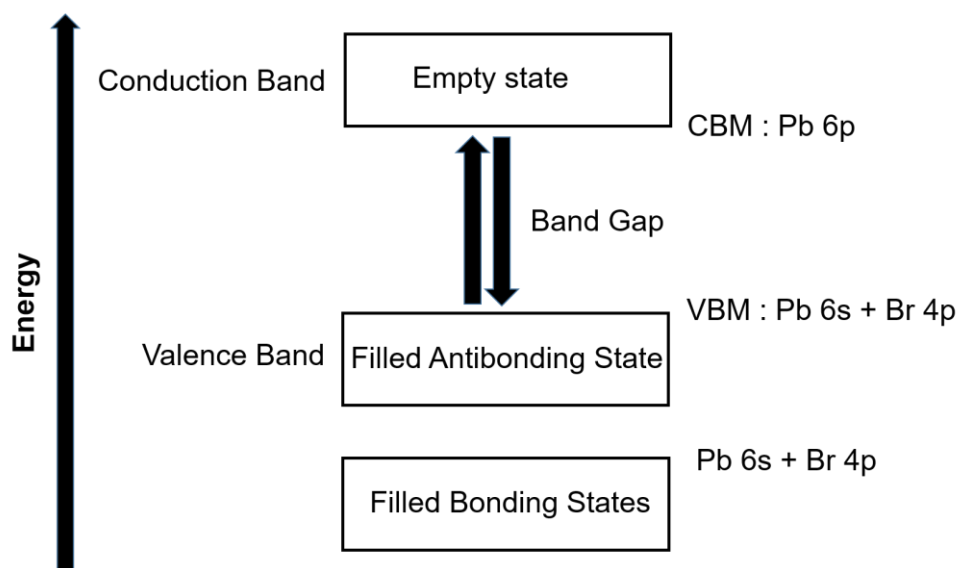 Conduction Band
Empty state
CBM : Pb 6p
Band Gap
Energy
VBM : Pb 6s + Br 4p
Valence Band
Filled Antibonding State
Pb 6s + Br 4p
Filled Bonding States